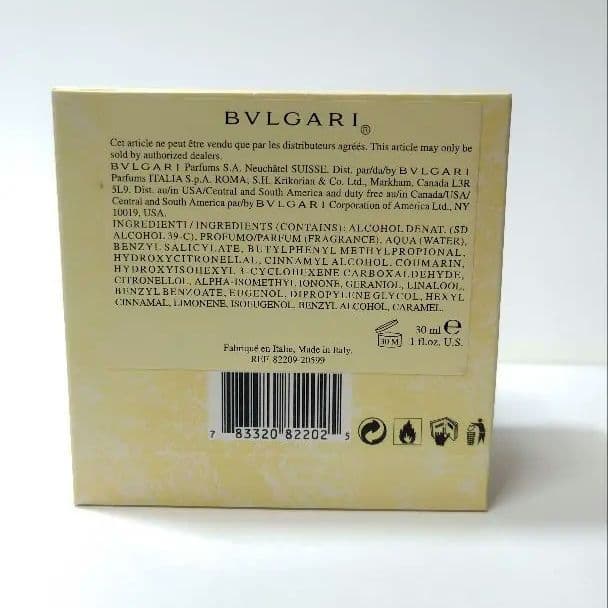 BVLGARI®
Cet article ne peut être vendu que par les distributeurs agréés. This article may only be
sold by authorized dealers.
BVLGARI Parfums S.A. Neuchâtel SUISSE. Dist. par/da/by BVLGARI
Parfums ITALIA S.p.A. ROMA; S.H. Krikorian & Co. Ltd., Markham, Canada L3R
5L9. Dist. au/in USA/Central and South America and duty free au/in Canada/USA/
Central and South America par/by BVLGARI Corporation of America Ltd., NY
10019, USA.
INGREDIENTI / INGREDIENTS (CONTAINS): ALCOHOL DENAT. (SD
ALCOHOL 39-C), PROFUMO/PARFUM (FRAGRANCE), AQUA (WATER),
BENZYL SALICYLATE, BUTYLPHENYL METHYLPROPIONAL,
HYDROXYCITRONELLAL, CINNAMYL ALCOHOL, COUMARIN,
HYDROXYISOHEXYL 3-CYCLOHEXENE CARBOXALDEHYDE,
CITRONELLOL, ALPHA-ISOMETHYL IONONE, GERANIOL, LINALOOL,
BENZYL BENZOATE, EUGENOL, DIPROPYLENE GLYCOL, HEXYL
CINNAMAL, LIMONENE, ISOEUGENOL, BENZYL ALCOHOL, CARAMEL.
30 M
30 ml e
1 fl.oz. U.S.
Fabriqué en Italie, Made in Italy.
REF. 82209-20599
7 83320 82202 5